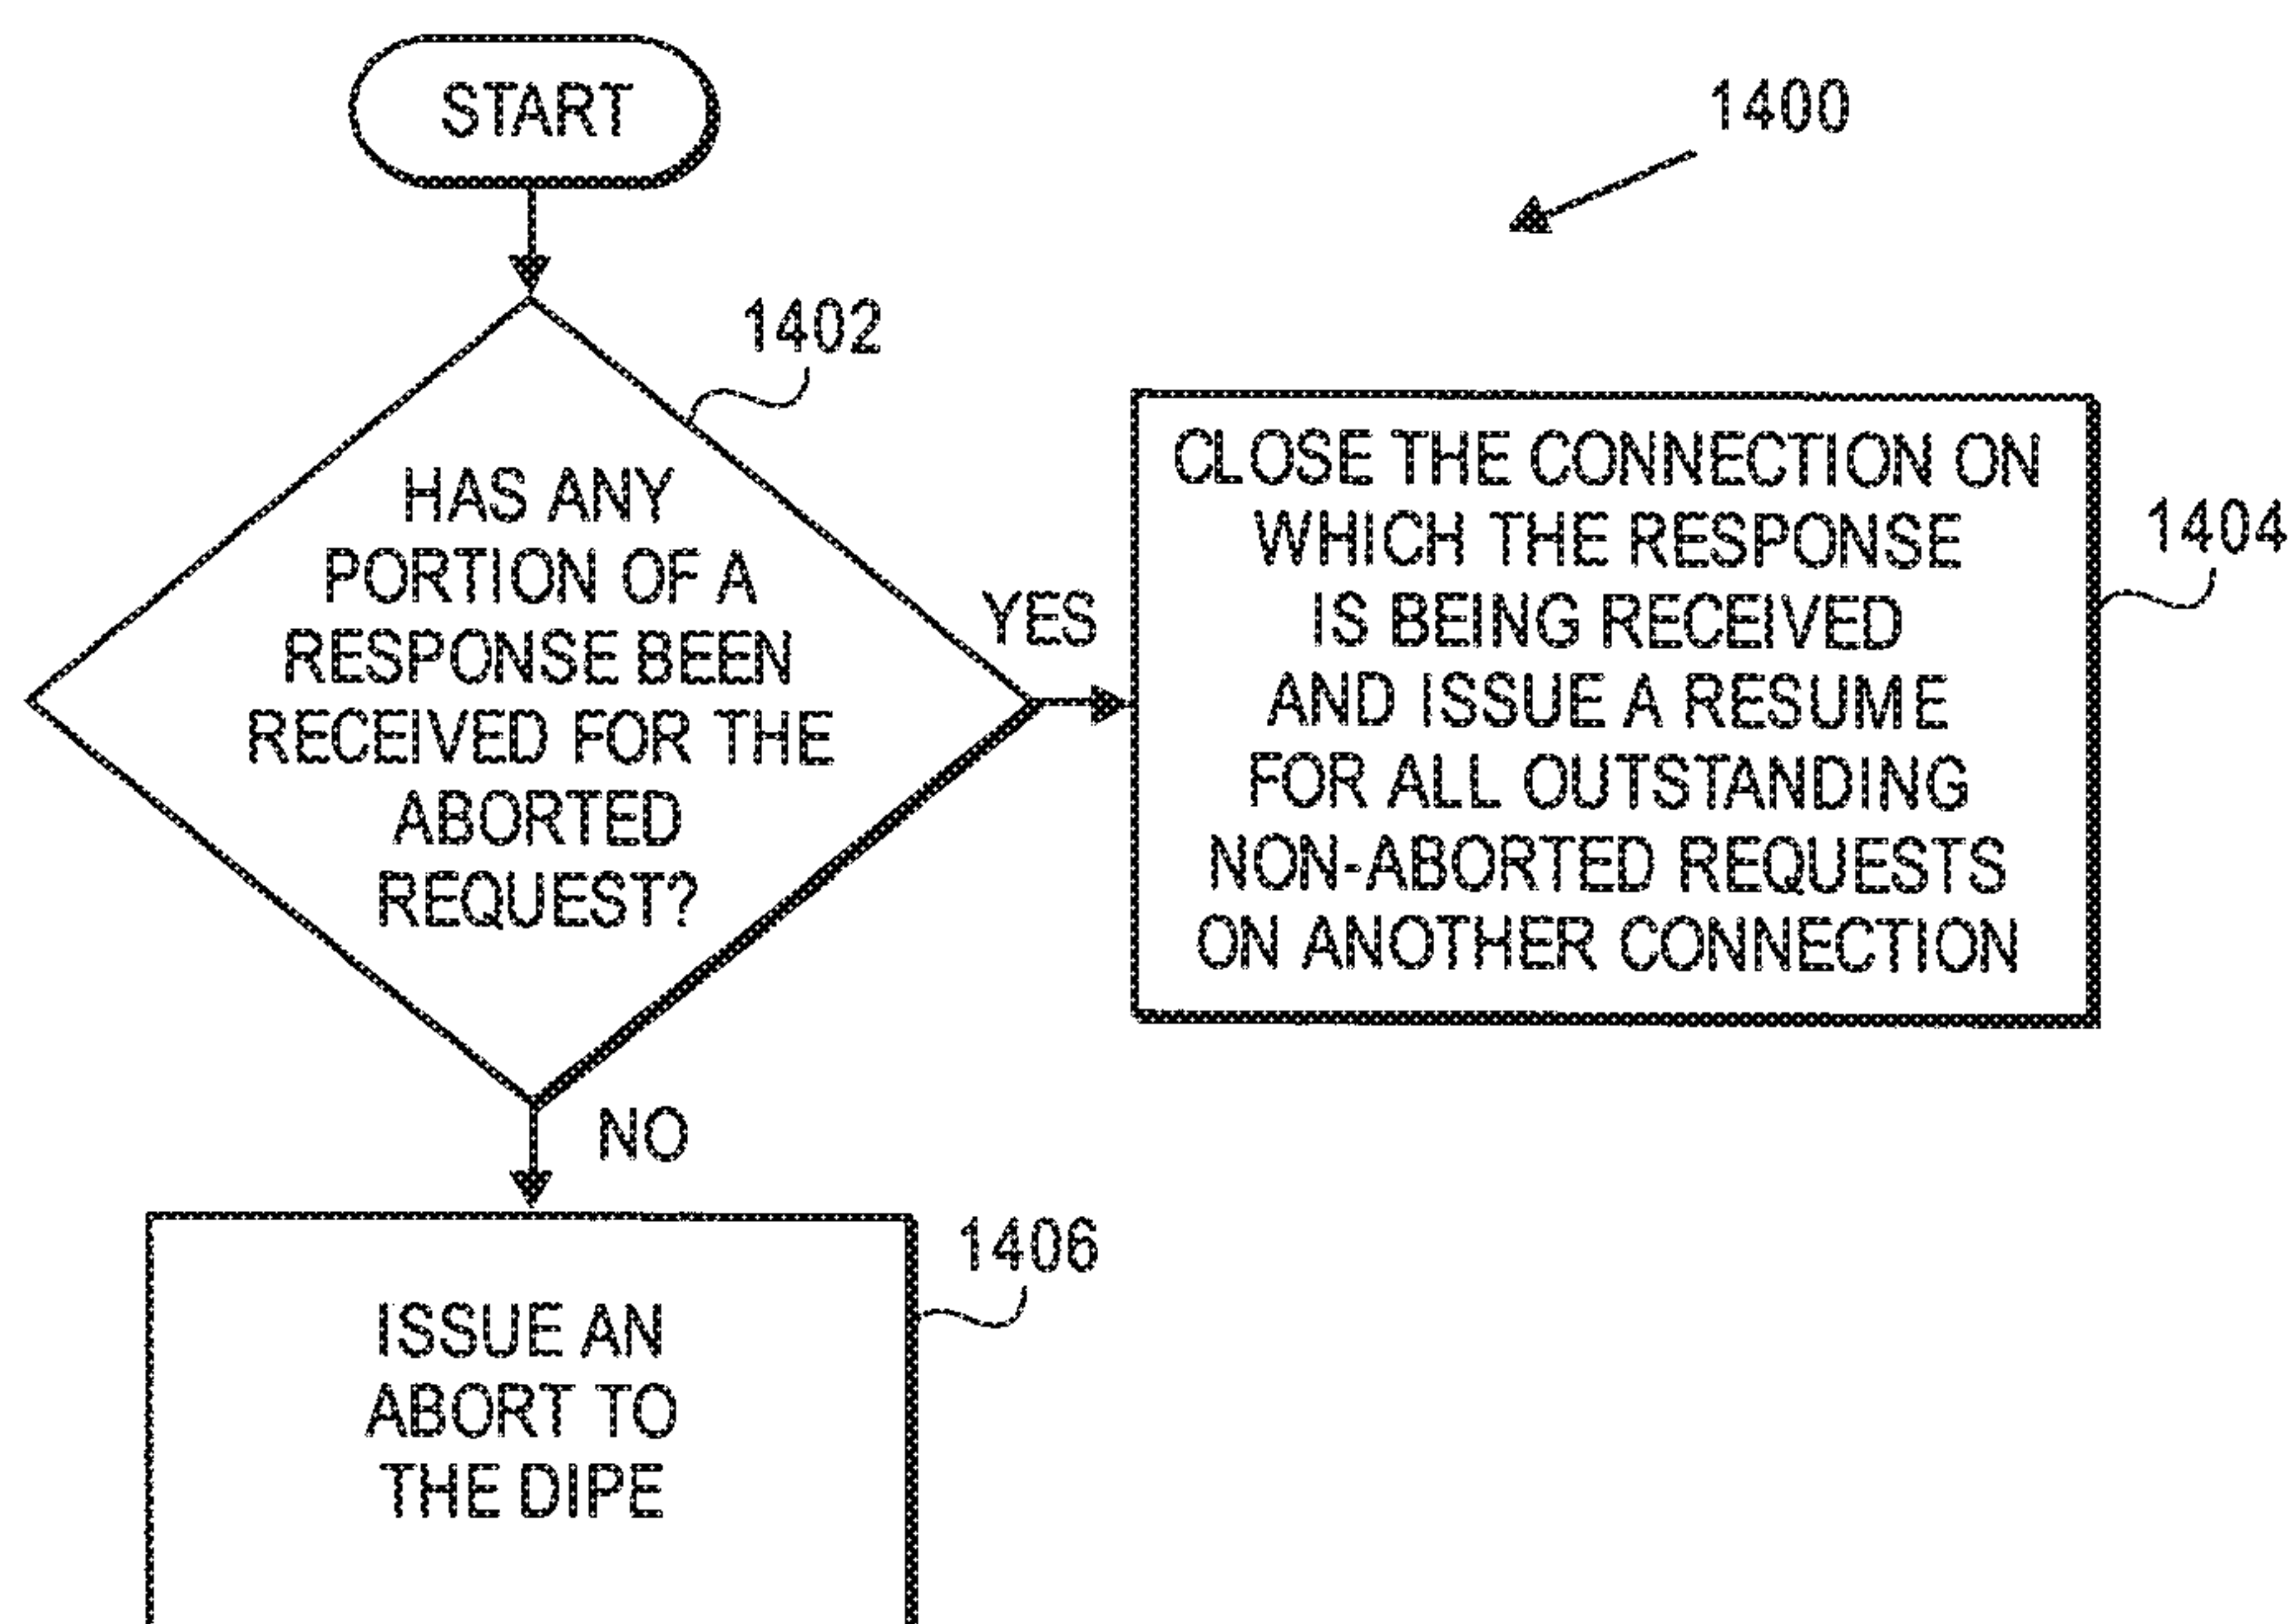 START
1400
1402
HAS ANY
PORTION OF A
RESPONSE BEEN
RECEIVED FOR THE
ABORTED
REQUEST?
YES
CLOSE THE CONNECTION ON
WHICH THE RESPONSE
IS BEING RECEIVED
AND ISSUE A RESUME
FOR ALL OUTSTANDING
NON-ABORTED REQUESTS
ON ANOTHER CONNECTION
1404
NO
1406
ISSUE AN
ABORT TO
THE DIPE